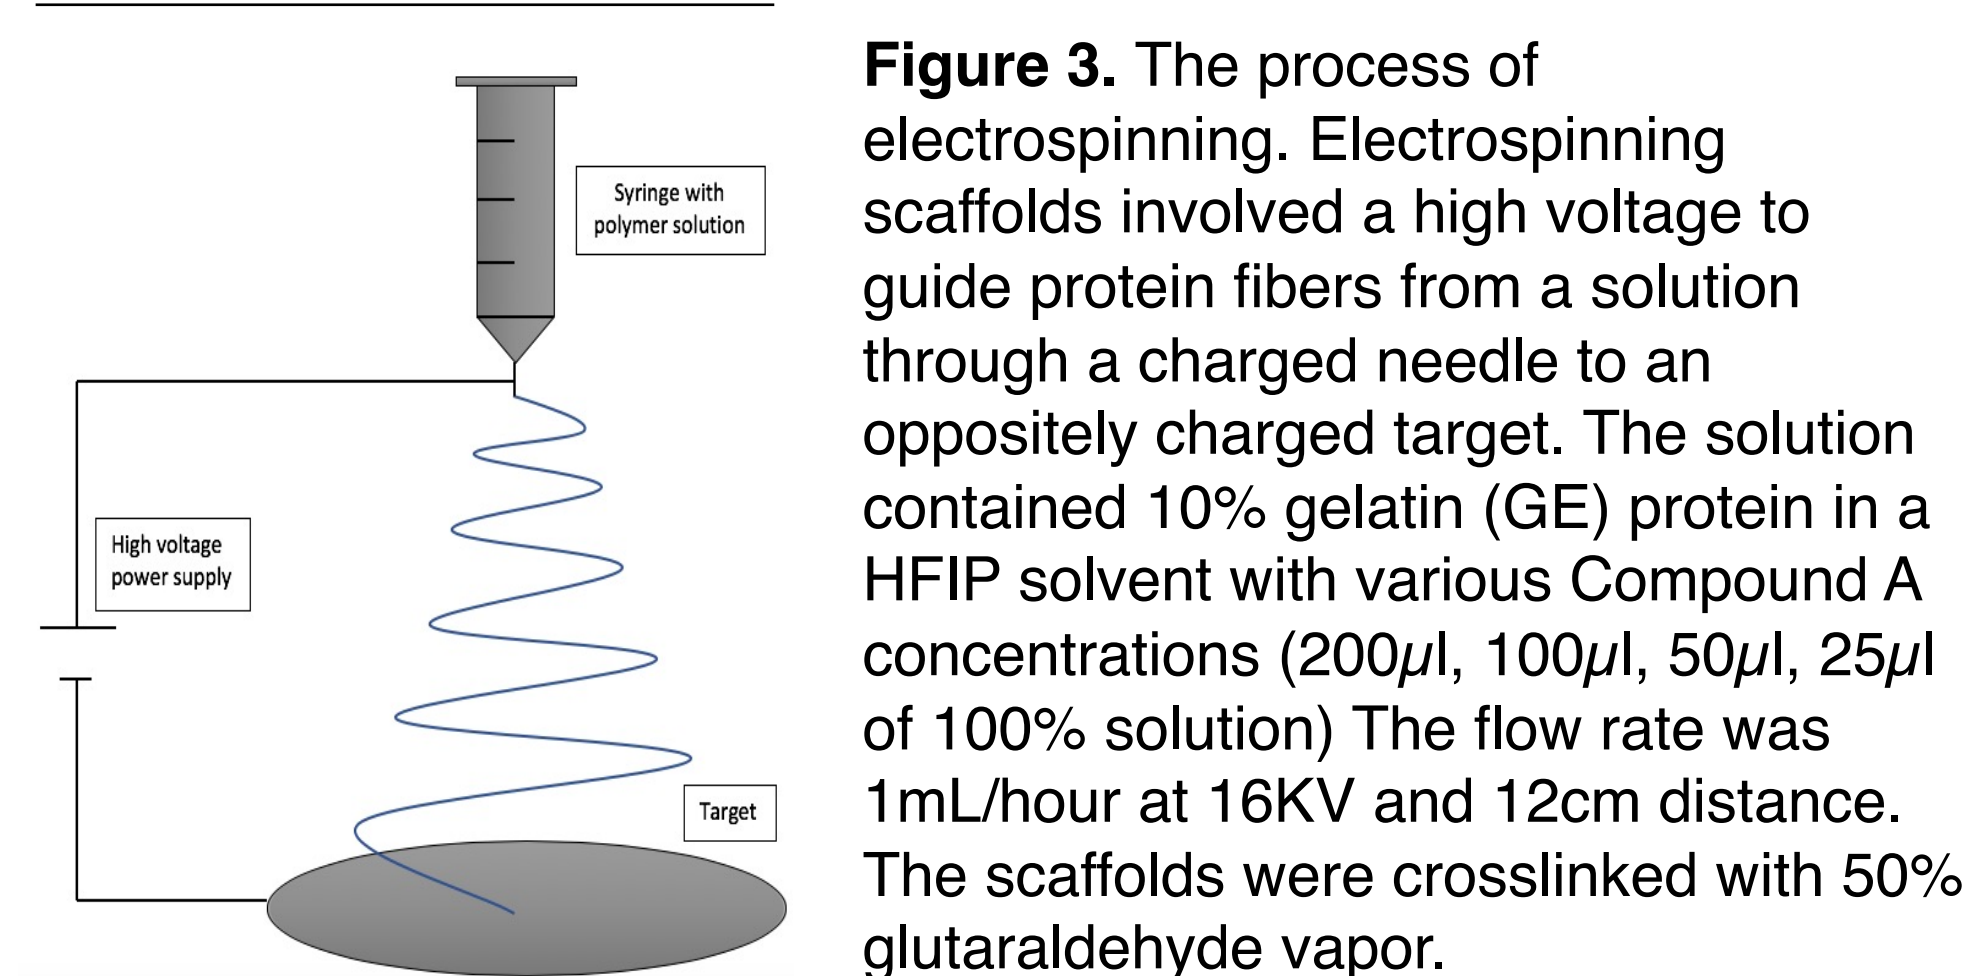 Syringe with
polymer solution
High voltage
power supply
Target
Figure 3. The process of
electrospinning. Electrospinning
scaffolds involved a high voltage to
guide protein fibers from a solution
through a charged needle to an
oppositely charged target. The solution
contained 10% gelatin (GE) protein in a
HFIP solvent with various Compound A
concentrations (200µl, 100µl, 50µl, 25µl
of 100% solution) The flow rate was
1mL/hour at 16KV and 12cm distance.
The scaffolds were crosslinked with 50%
glutaraldehyde vapor.